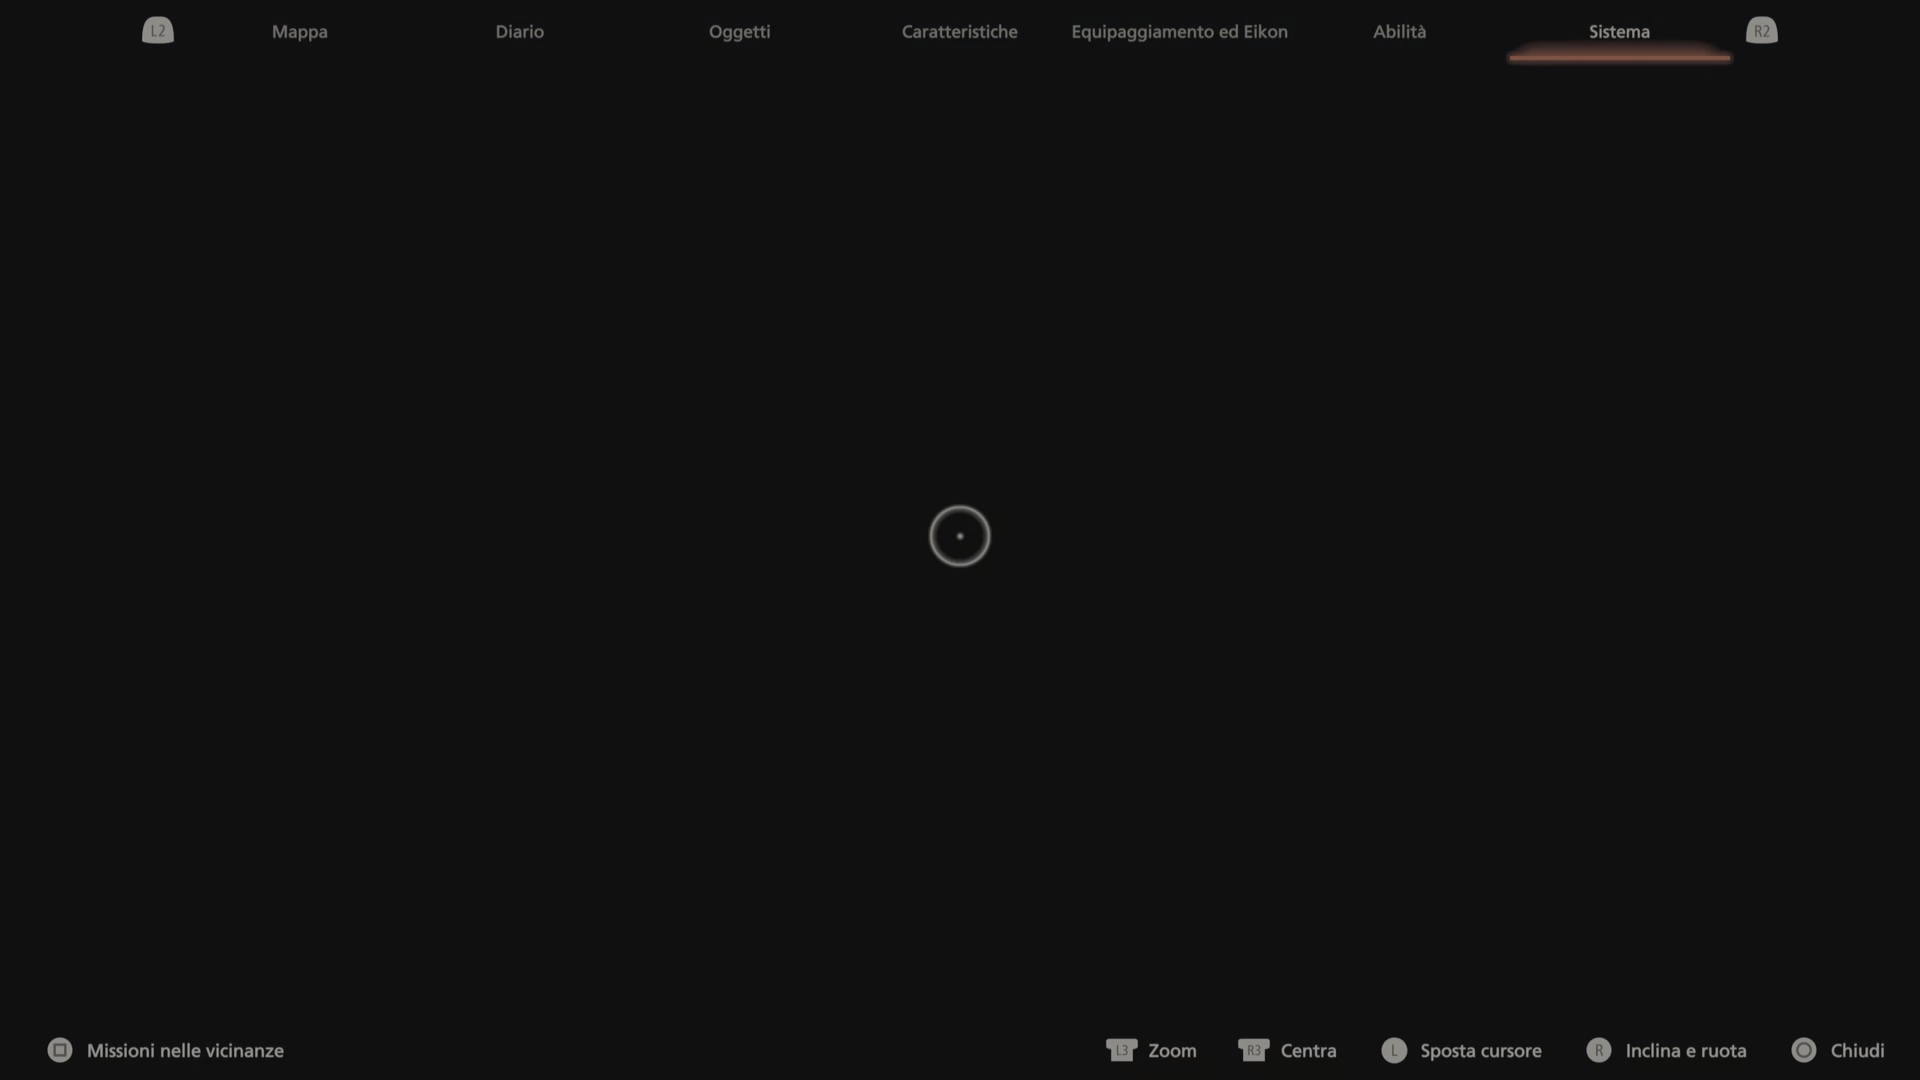 L2 Mappa Diario Oggetti Caratteristiche Equipaggiamento ed Eikon Abilità Sistema R2
Missioni nelle vicinanze L3 Zoom R3 Centra L Sposta cursore R Inclina e ruota Chiudi